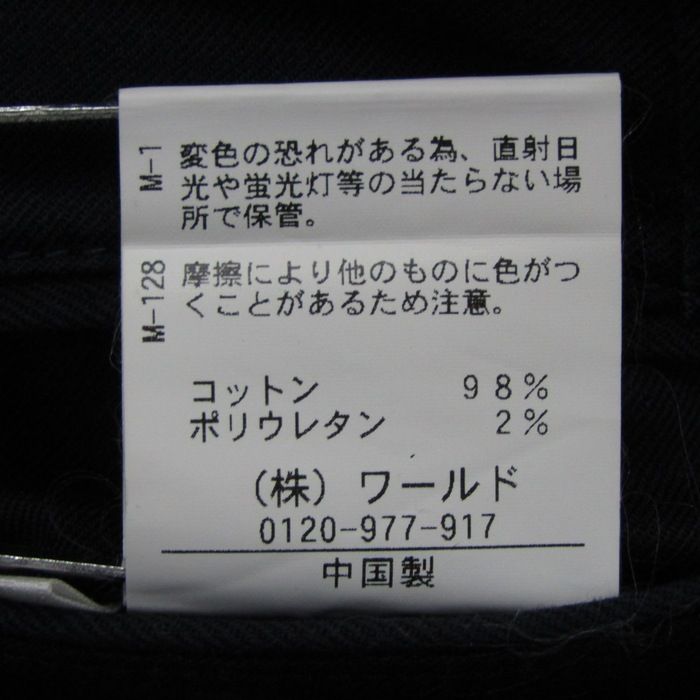 M-1
変色の恐れがある為、直射日
光や蛍光灯等の当たらない場
所で保管。
M-128
摩擦により他のものに色がつ
くことがあるため注意。
コットン 98%
ポリウレタン 2%
(株) ワールド
0120-977-917
中国製